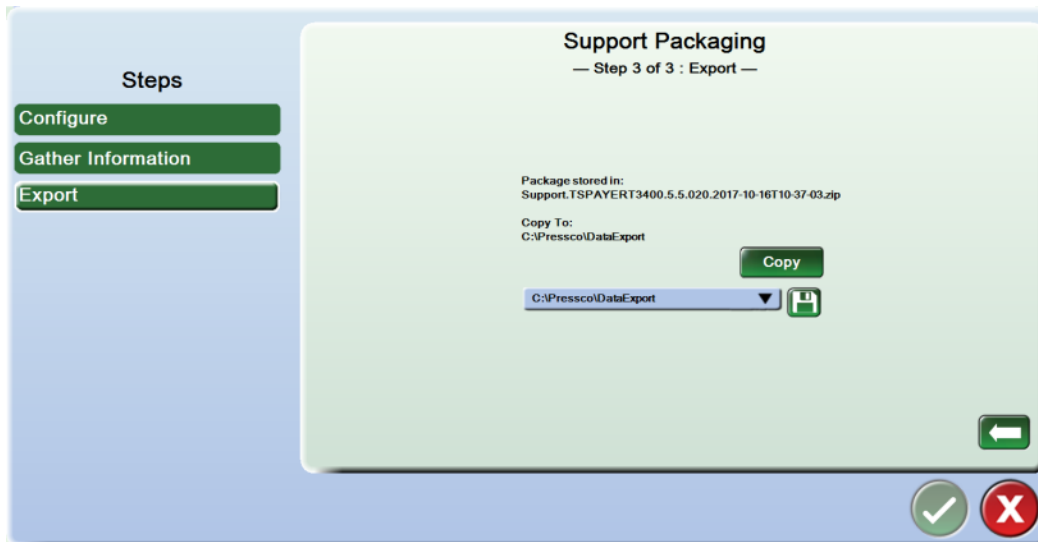 Steps
Configure
Gather Information
Export
Support Packaging
— Step 3 of 3 : Export —
Package stored in:
Support.TSPAYERT3400.5.5.020.2017-10-16T10-37-03.zip
Copy To:
C:\Pressco\DataExport
Copy
C:\Pressco\DataExport